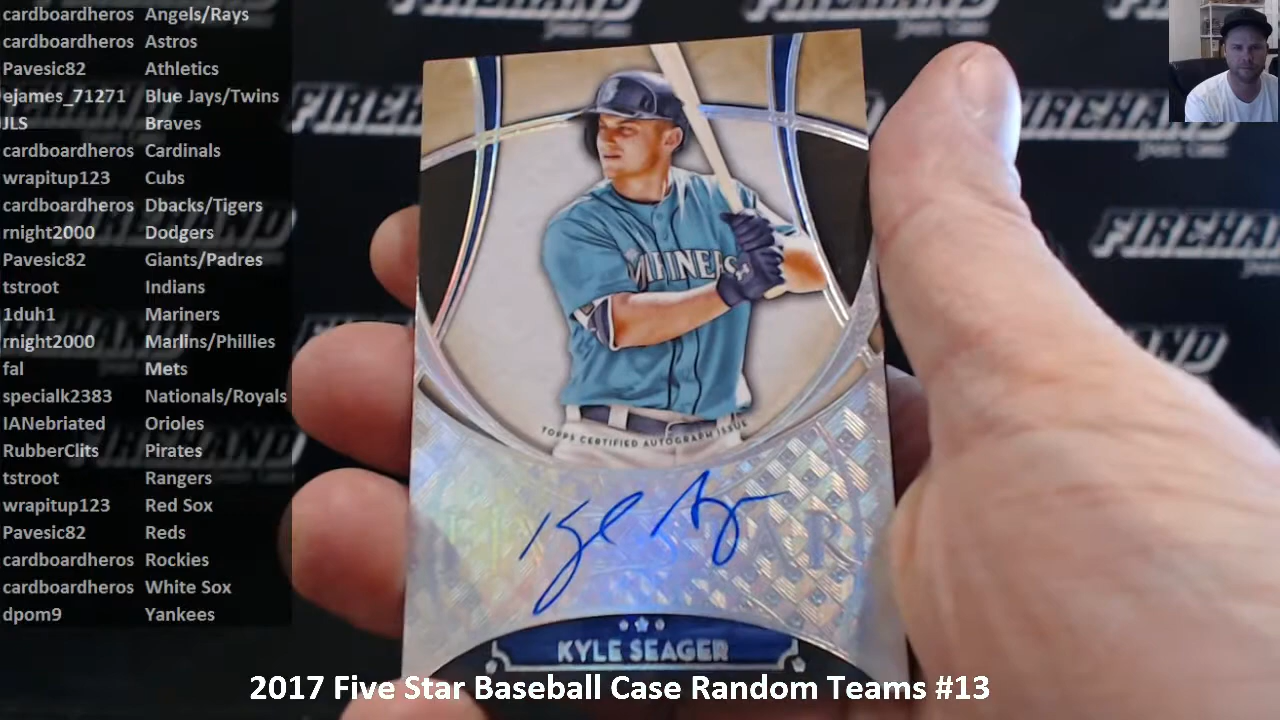 cardboardheros Angels/Rays
cardboardheros Astros
Pavesic82 Athletics
ejames_71271 Blue Jays/Twins
JLS Braves
cardboardheros Cardinals
wrapitup123 Cubs
cardboardheros Dbacks/Tigers
rnight2000 Dodgers
Pavesic82 Giants/Padres
tstroot Indians
1duh1 Mariners
rnight2000 Marlins/Phillies
fal Mets
specialk2383 Nationals/Royals
IANebriated Orioles
RubberClits Pirates
tstroot Rangers
wrapitup123 Red Sox
Pavesic82 Reds
cardboardheros Rockies
cardboardheros White Sox
dpom9 Yankees
FIREHAND
FIREHAND
MARINERS
TOPPS CERTIFIED AUTOGRAPH ISSUE
KYLE SEAGER
2017 Five Star Baseball Case Random Teams #13